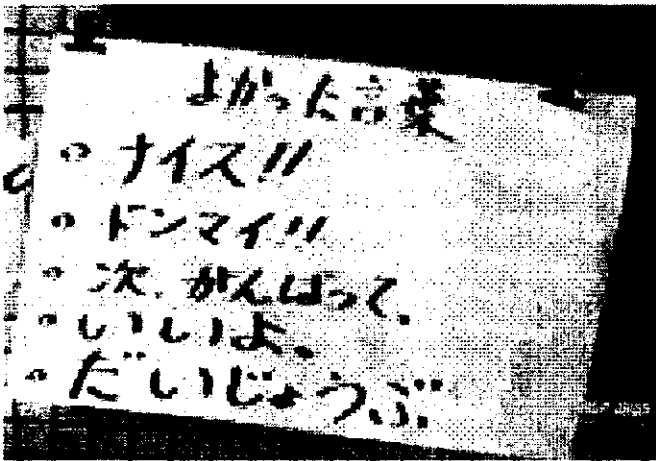 よかった言葉
• ナイス!!
• ドンマイ!!
• 次、がんばって。
• いいよ、
• だいじょうぶ